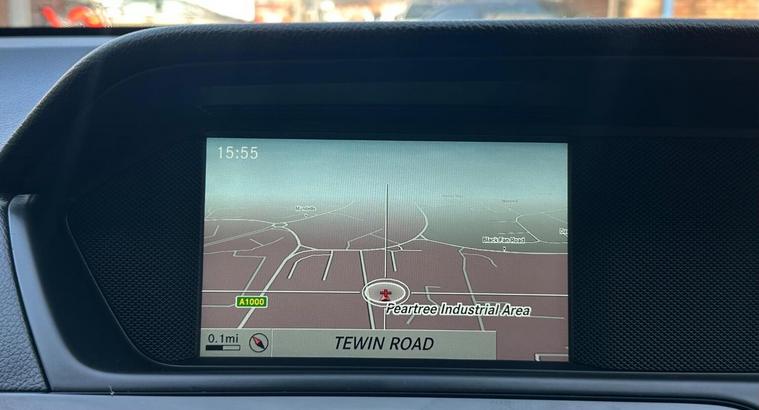 15:55
Black Fan Road
A1000
Peartree Industrial Area
0.1mi
TEWIN ROAD